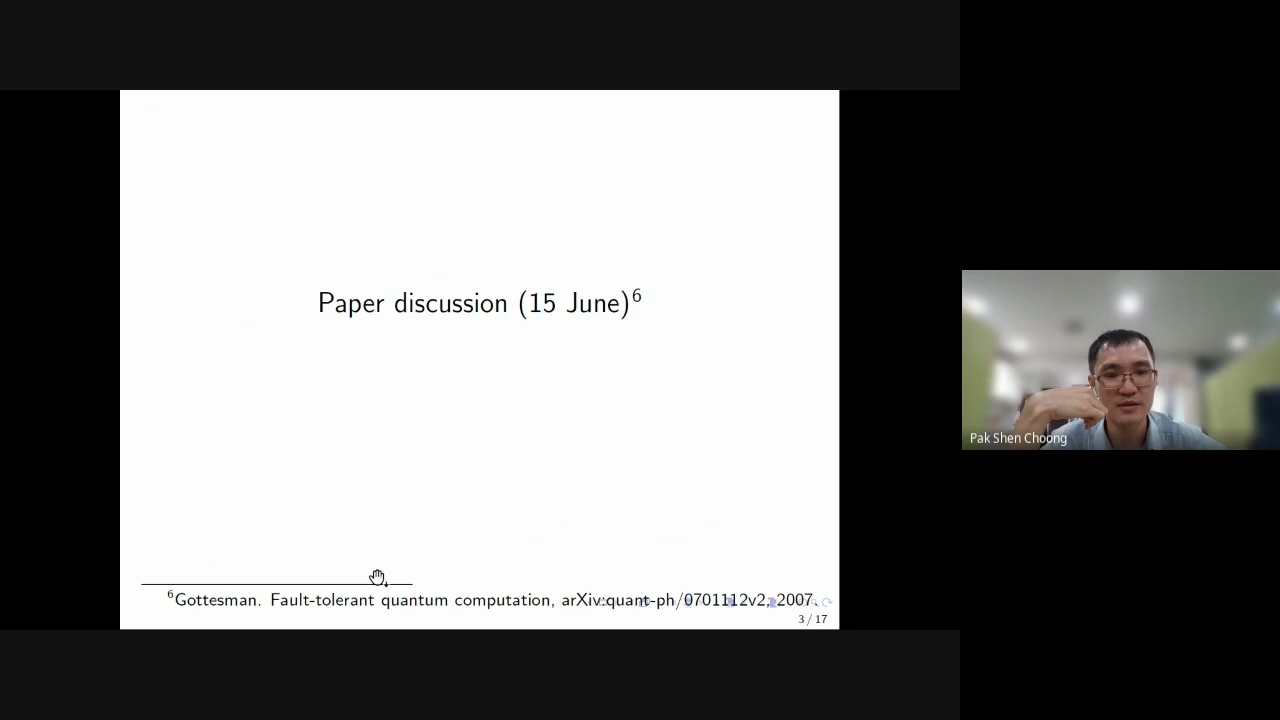 Paper discussion (15 June)⁶
⁶Gottesman. Fault-tolerant quantum computation, arXiv:quant-ph/0701112v2, 2007.
3 / 17
Pak Shen Choong